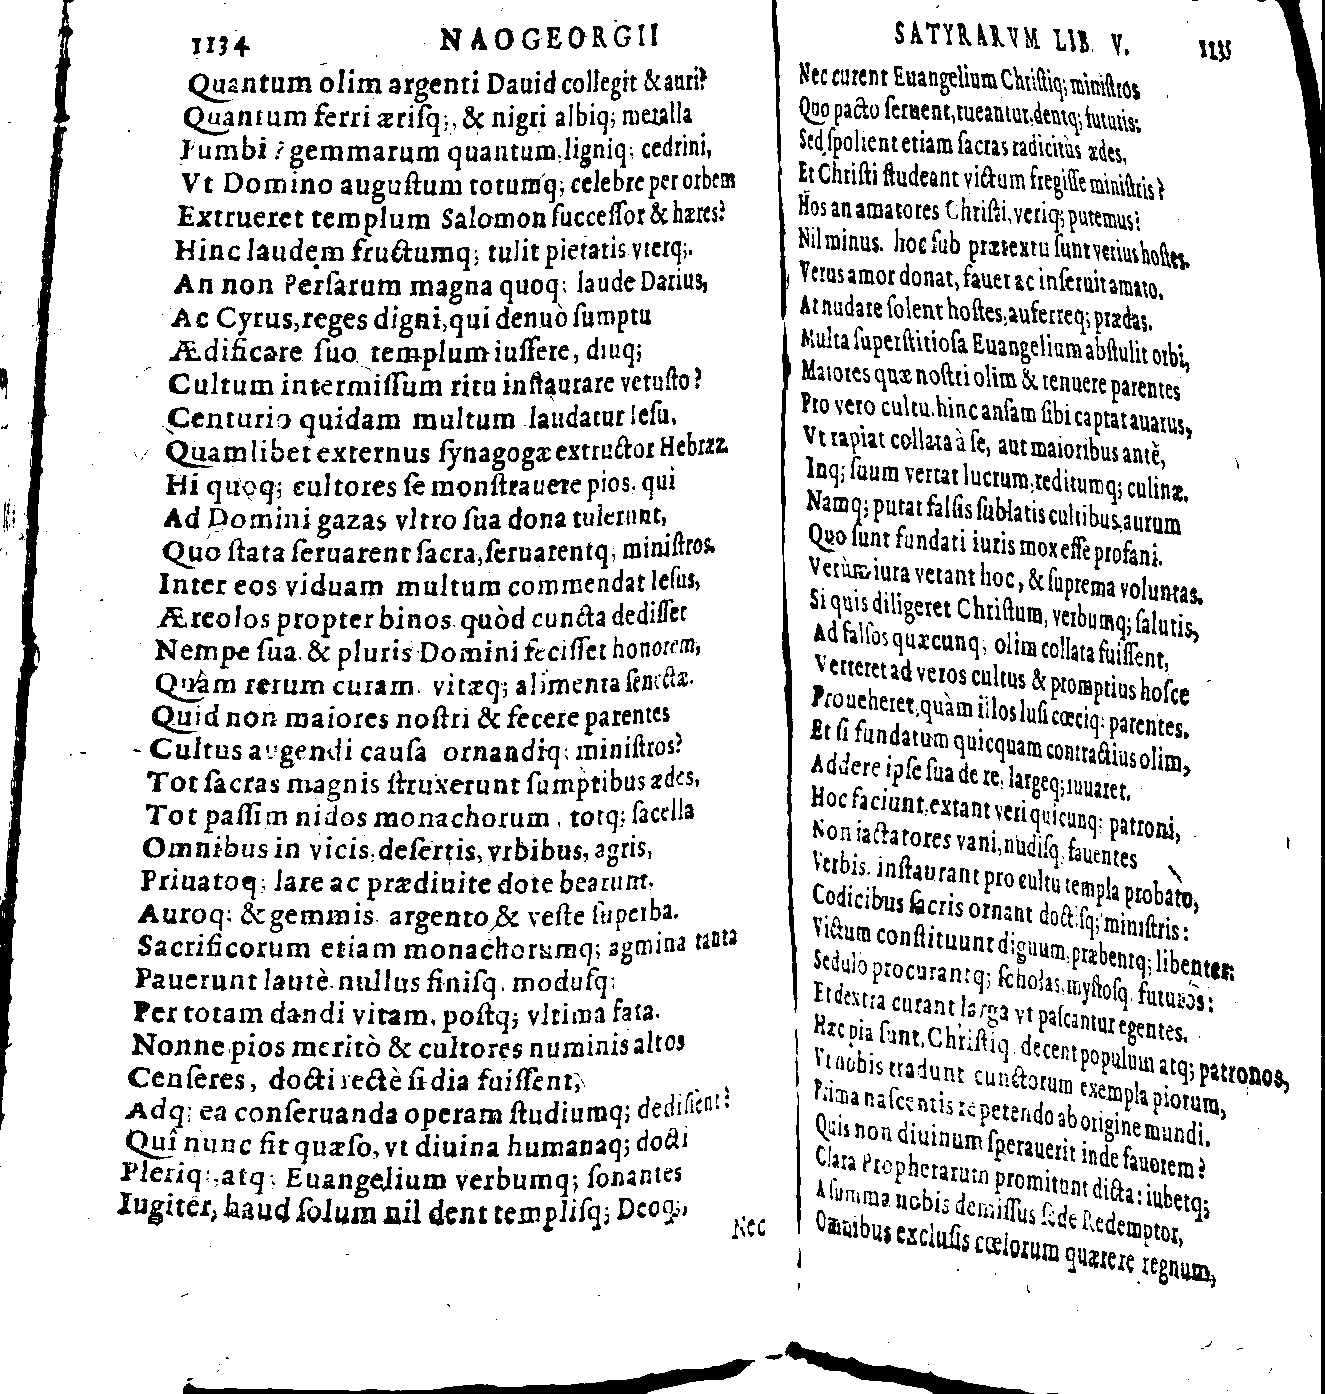 1134 NAOGEORGII
Quantum olim argenti Dauid collegit & auri?
Quantum ferri ærisq;, & nigri albiq; metalla
Pumbi ? gemmarum quantum, ligniq; cedrini,
Vt Domino auguſtum totumq; celebre per orbem
Extrueret templum Salomon ſucceſſor & hæres?
Hinc laudem fructumq; tulit pietatis vterq;.
An non Perſarum magna quoq; laude Darius,
Ac Cyrus, reges digni, qui denuò ſumptu
Ædificare ſuo templum iuſſere, diuq;
Cultum intermiſſum ritu inſtaurare vetuſto?
Centurio quidam multum laudatur Ieſu,
Quamlibet externus ſynagogæ extructor Hebrææ.
Hi quoq; cultores ſe monſtrauere pios, qui
Ad Domini gazas vltro ſua dona tulerunt,
Quo ſtata ſeruarent ſacra, ſeruarentq; miniſtros.
Inter eos viduam multum commendat Ieſus,
Æreolos propter binos quòd cuncta dediſſet
Nempe ſua. & pluris Domini feciſſet honorem,
Quàm rerum curam, vitæq; alimenta ſenectæ.
Quid non maiores noſtri & fecere parentes
Cultus augendi cauſa ornandiq; miniſtros?
Tot ſacras magnis ſtruxerunt ſumptibus ædes,
Tot paſſim nidos monachorum, totq; ſacella
Omnibus in vicis, deſertis, vrbibus, agris,
Priuatoq; lare ac prædiuite dote bearunt.
Auroq; & gemmis argento & veſte ſuperba.
Sacrificorum etiam monachorumq; agmina tanta
Pauerunt lautè, nullus finiſq. moduſq;
Per totam dandi vitam, poſtq; vltima fata.
Nonne pios meritò & cultores numinis altos
Cenſeres, docti rectè ſi dia fuiſſent,
Adq; ea conſeruanda operam ſtudiumq; dediſſent?
Quî nunc fit quæſo, vt diuina humanaq; docti
Pleriq;, atq; Euangelium verbumq; ſonantes
Iugiter, haud ſolum nil dent templiſq; Deoq;,
Nec
SATYRARVM LIB. V. 1135
Nec curent Euangelium Chriſtiq; miniſtros
Quo pacto ſeruent, tueantur, dentq; futuris:
Sed ſpolient etiam ſacras radicitùs ædes,
Et Chriſti ſtudeant victum fregiſſe miniſtris?
Hos an amatores Chriſti, veriq; putemus?
Nil minus. hoc ſub prætextu ſunt verius hoſtes.
Verus amor donat, fauet ac inſeruit amato,
At nudare ſolent hoſtes, auferreq; prædas.
Multa ſuperſtitioſa Euangelium abſtulit orbi,
Maiores quæ noſtri olim & tenuere parentes
Pro vero cultu, hinc anſam ſibi captat auarus,
Vt rapiat collata à ſe, aut maioribus antè,
Inq; ſuum vertat lucrum, reditumq; culinæ.
Namq; putat falſis ſublatis cultibus, aurum
Quo ſunt fundati iuris mox eſſe profani.
Verùm iura vetant hoc, & ſuprema voluntas.
Si quis diligeret Chriſtum, verbumq; ſalutis,
Ad falſos quæcunq; olim collata fuiſſent,
Verteret ad veros cultus & promptius hoſce
Proueheret, quàm illos luſi cœciq; parentes.
Et ſi fundatum quicquam contractius olim,
Addere ipſe ſua de re, largeq; iuuaret.
Hoc faciunt, extant veri quicunq; patroni,
Non iactatores vani, nudiſq. fauentes
Verbis. inſtaurant pro cultu templa probato,
Codicibus ſacris ornant doctiſq; miniſtris:
Victum conſtituunt dignum, præbentq; libenter:
Sedulò procurantq; ſcholas, myſtoſq. futuros:
Et dextra curant larga vt paſcantur egentes.
Hæc pia ſunt, Chriſtiq. decent populum atq; patronos,
Vt nobis tradunt cunctorum exempla piorum,
Prima naſcentis repetendo ab origine mundi.
Quis non diuinum ſperauerit inde fauorem?
Clara Prophetarum promitunt dicta: iubetq;
A ſumma nobis demiſſus ſede Redemptor,
Omnibus excluſis cœlorum quærere regnum,